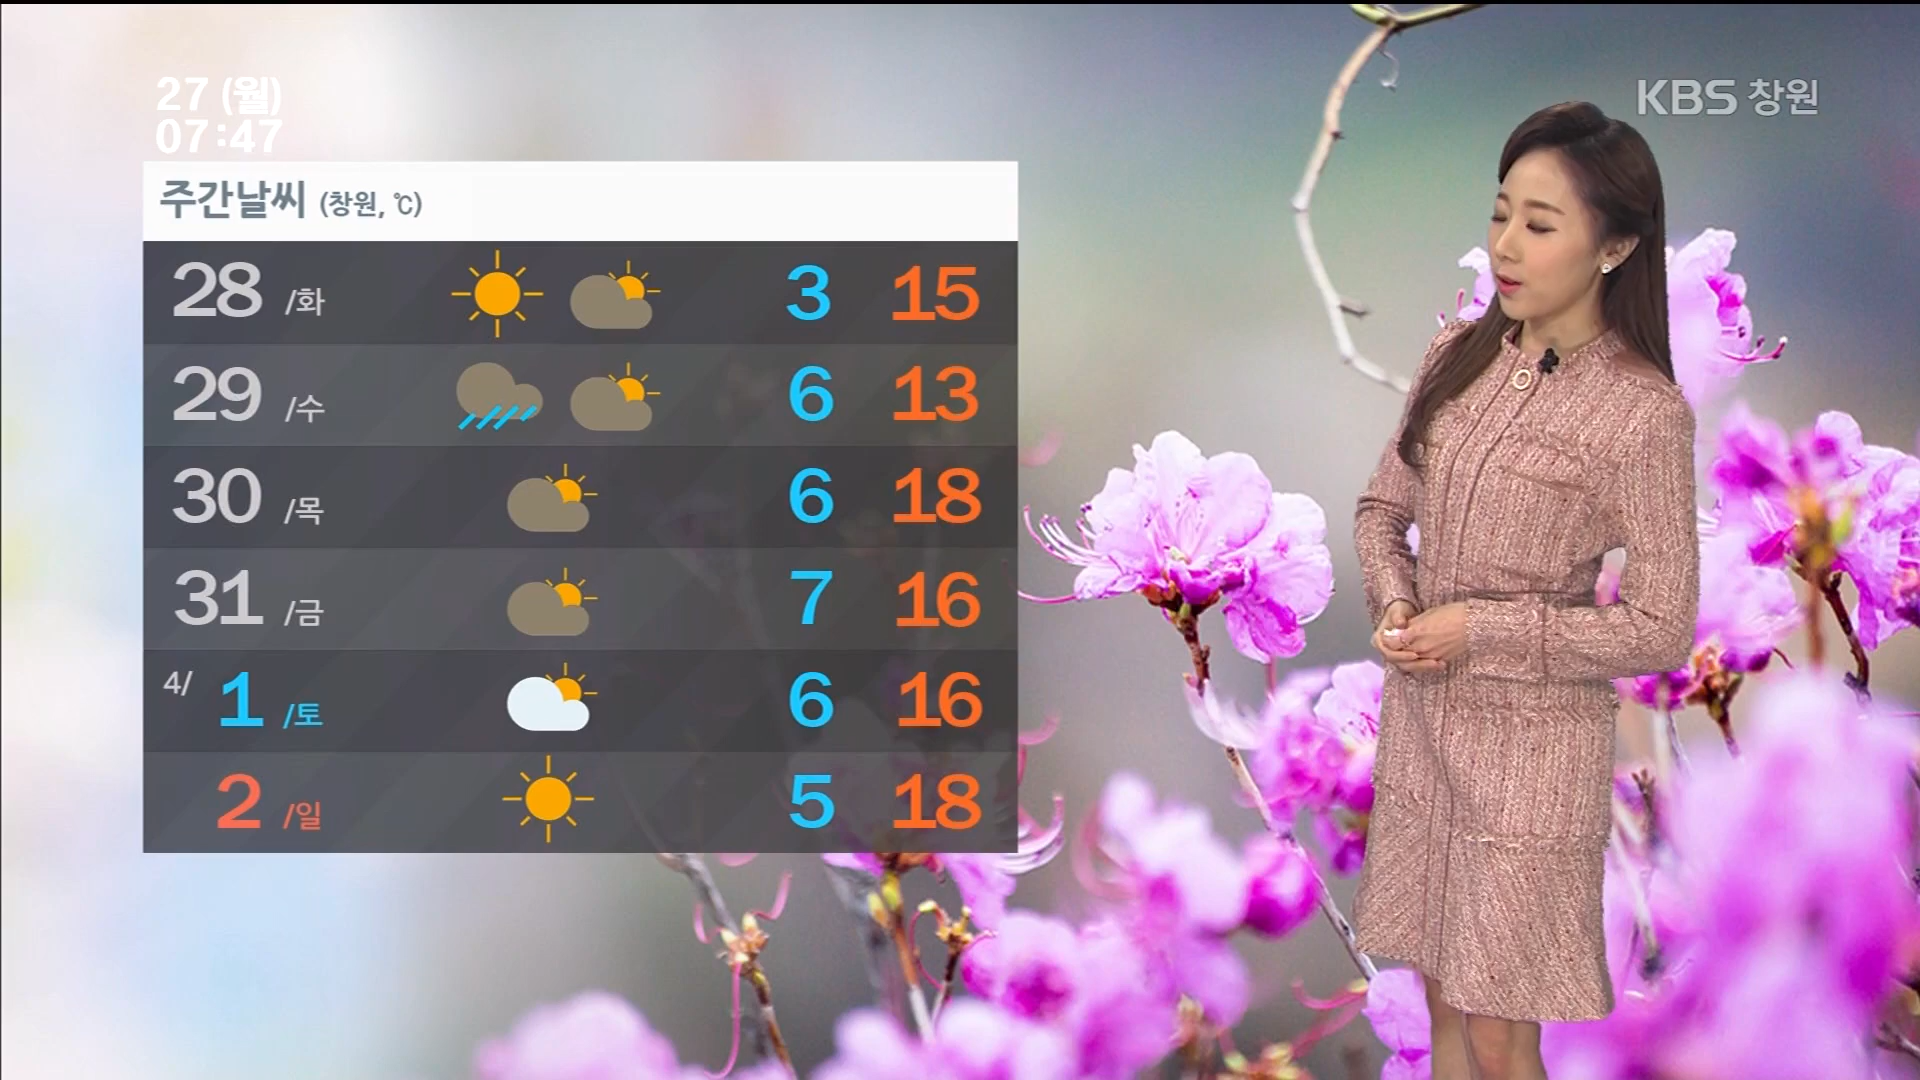 27 (월)
07:47
KBS 창원
주간날씨 (창원, ℃)
28 /화 3 15
29 /수 6 13
30 /목 6 18
31 /금 7 16
4/ 1 /토 6 16
2 /일 5 18